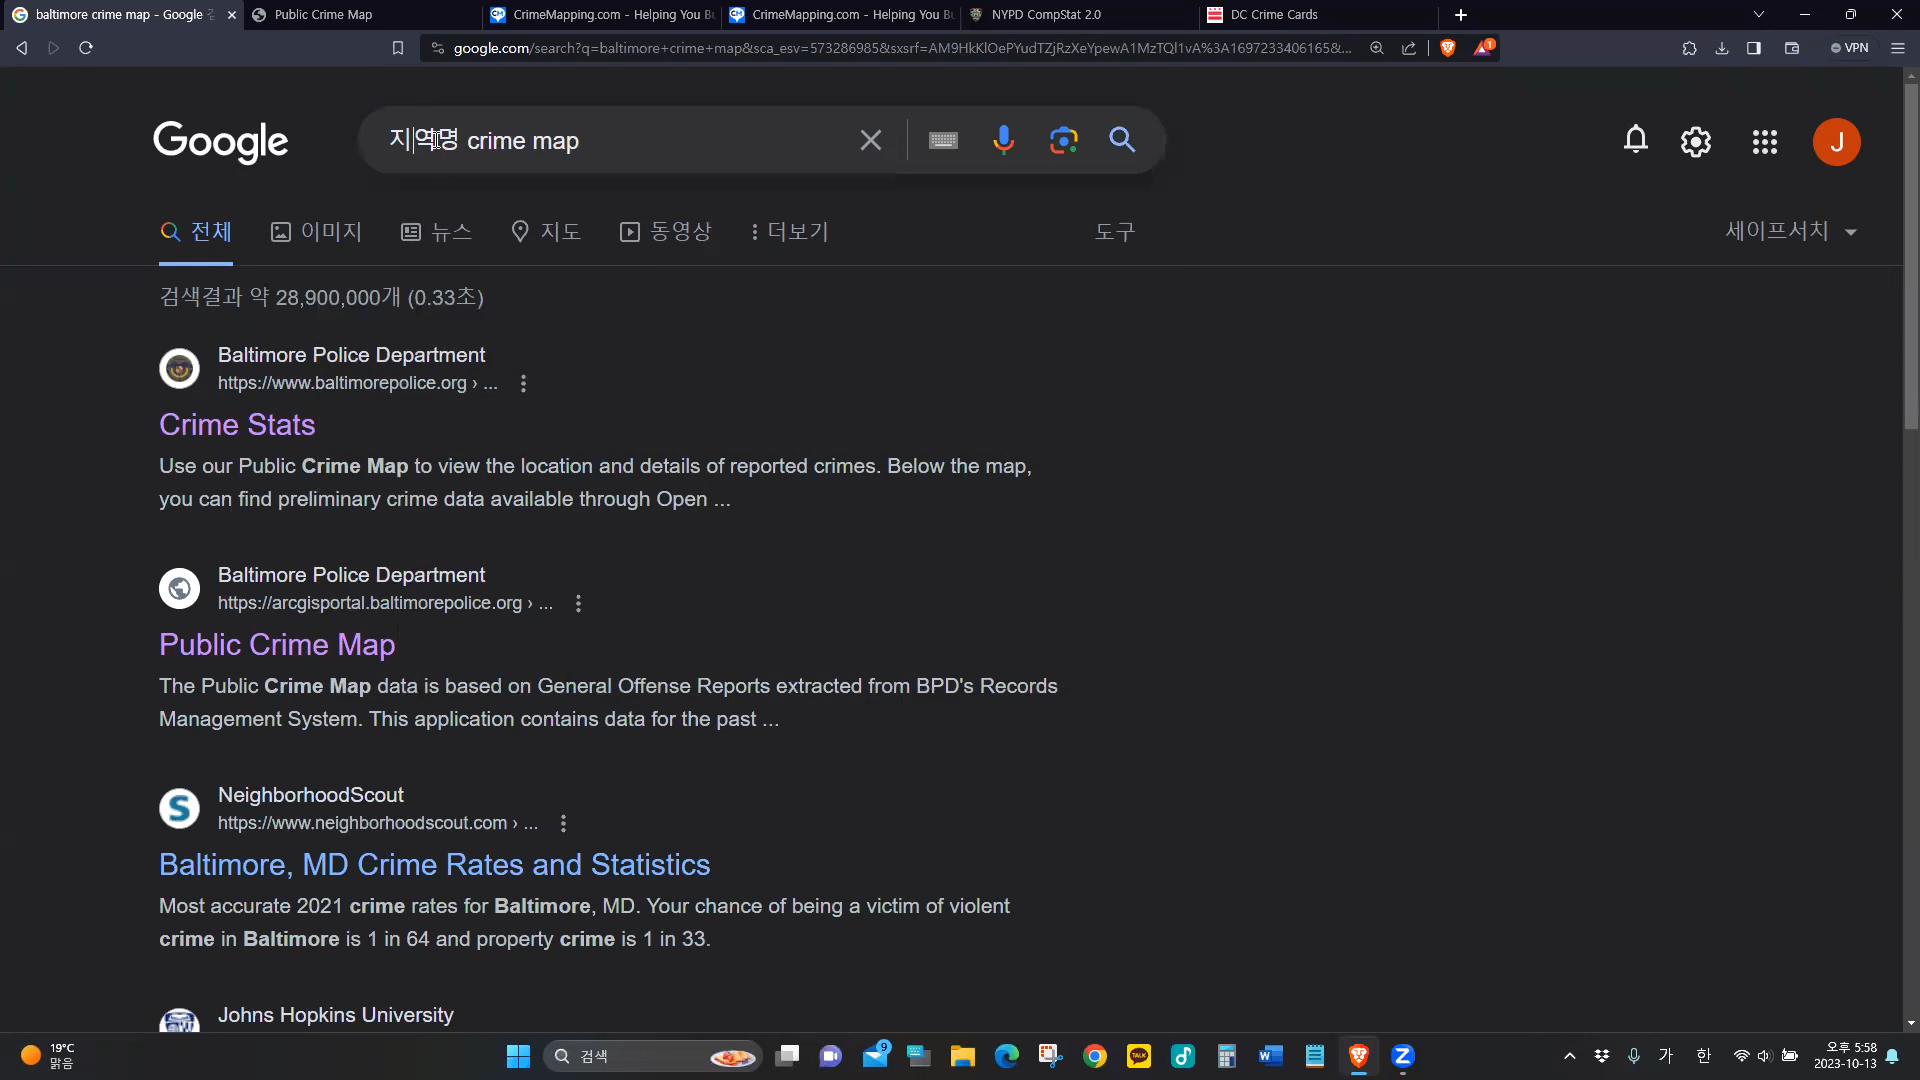 baltimore crime map - Google
Public Crime Map
CrimeMapping.com - Helping You Bu
CrimeMapping.com - Helping You Bu
NYPD CompStat 2.0
DC Crime Cards
google.com/search?q=baltimore+crime+map&sca_esv=573286985&sxsrf=AM9HkKlOePYudTZjRzXeYpewA1MzTQl1vA%3A1697233406165&...
1
VPN
Google
지역명 crime map
J
전체
이미지
뉴스
지도
동영상
더보기
도구
세이프서치
검색결과 약 28,900,000개 (0.33초)
Baltimore Police Department
https://www.baltimorepolice.org › ...
Crime Stats
Use our Public Crime Map to view the location and details of reported crimes. Below the map,
you can find preliminary crime data available through Open ...
Baltimore Police Department
https://arcgisportal.baltimorepolice.org › ...
Public Crime Map
The Public Crime Map data is based on General Offense Reports extracted from BPD's Records
Management System. This application contains data for the past ...
S
NeighborhoodScout
https://www.neighborhoodscout.com › ...
Baltimore, MD Crime Rates and Statistics
Most accurate 2021 crime rates for Baltimore, MD. Your chance of being a victim of violent
crime in Baltimore is 1 in 64 and property crime is 1 in 33.
Johns Hopkins University
19°C
맑음
검색
9
TALK
W
Z
가
한
오후 5:58
2023-10-13